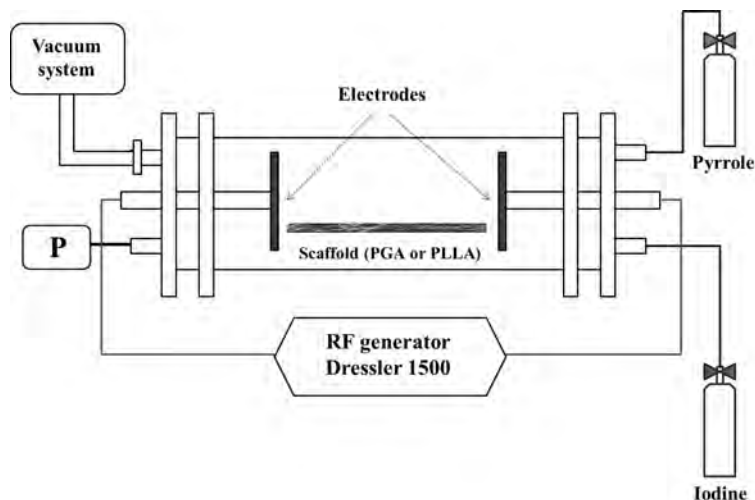 Vacuum
system
Electrodes
Pyrrole
P
Scaffold (PGA or PLLA)
RF generator
Dressler 1500
Iodine